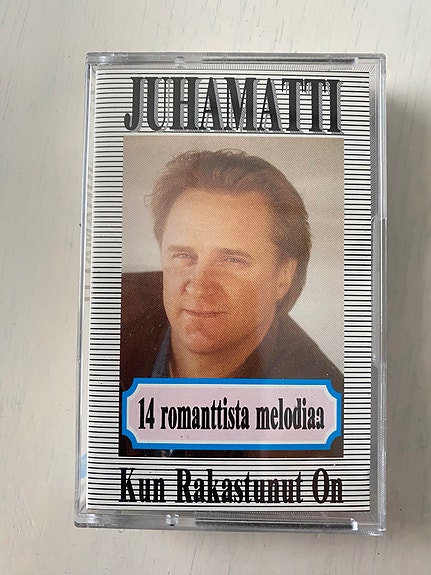 JUHAMATTI
14 romanttista melodiaa
Kun Rakastunut On